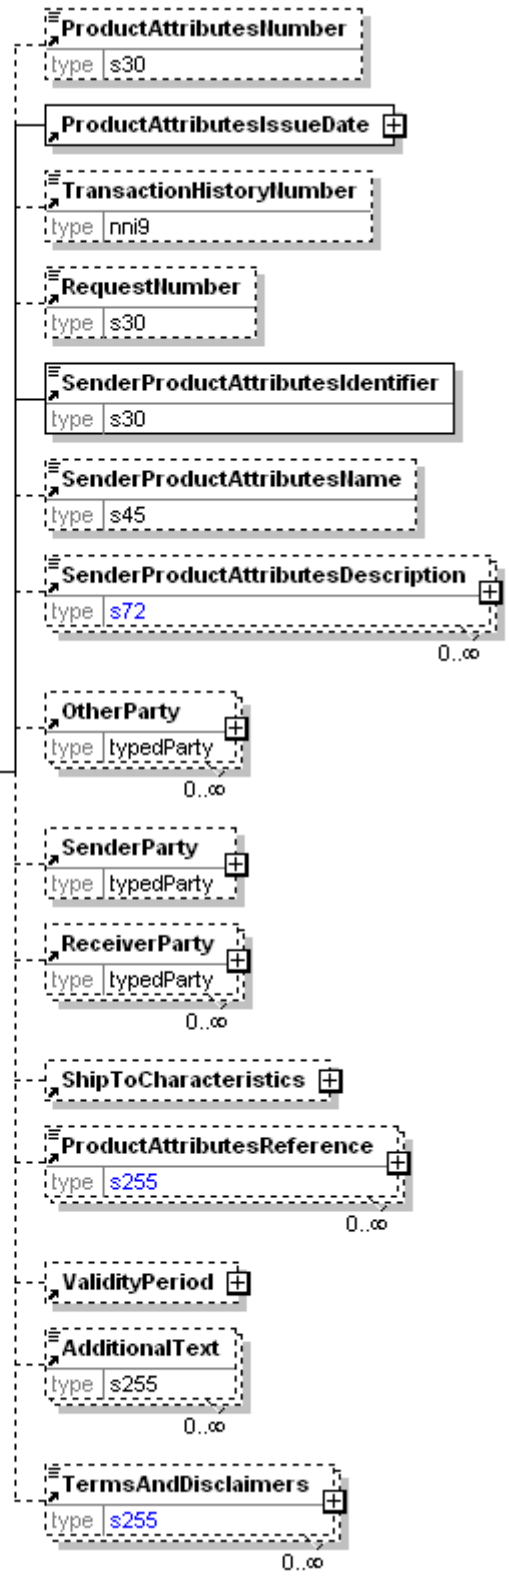 ProductAttributesNumber
type s30
ProductAttributesIssueDate
TransactionHistoryNumber
type nni9
RequestNumber
type s30
SenderProductAttributesIdentifier
type s30
SenderProductAttributesName
type s45
SenderProductAttributesDescription
type s72
0..∞
OtherParty
type typedParty
0..∞
SenderParty
type typedParty
ReceiverParty
type typedParty
0..∞
ShipToCharacteristics
ProductAttributesReference
type s255
0..∞
ValidityPeriod
AdditionalText
type s255
0..∞
TermsAndDisclaimers
type s255
0..∞